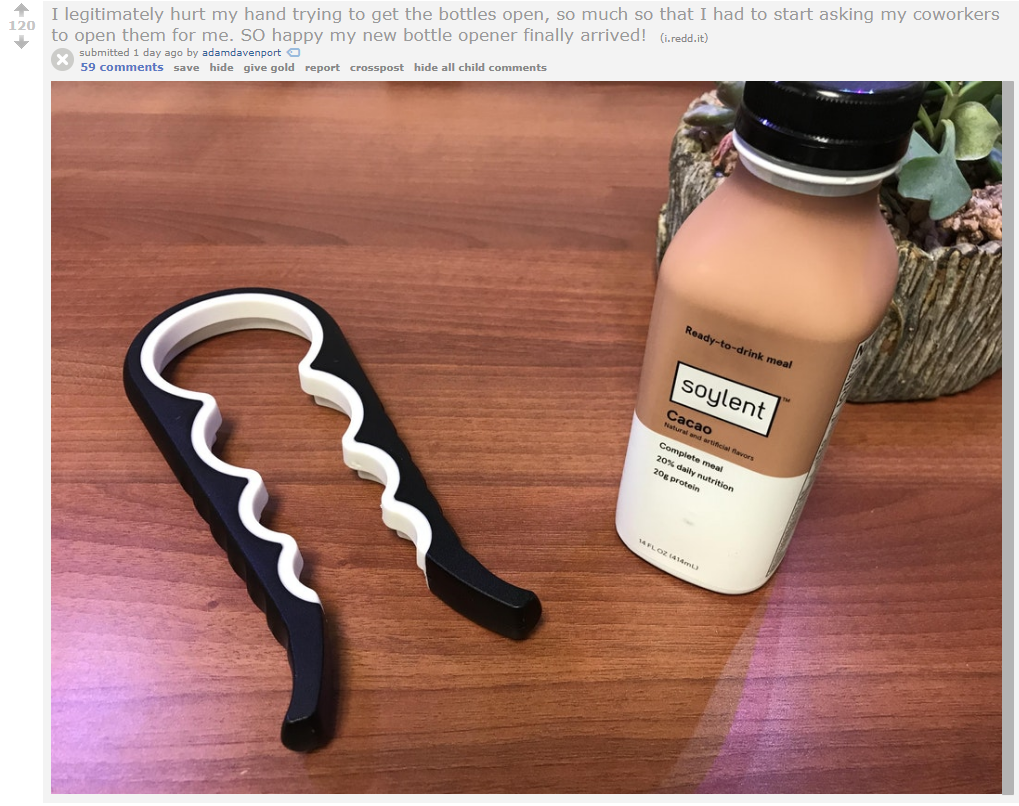 I legitimately hurt my hand trying to get the bottles open, so much so that I had to start asking my coworkers
120
to open them for me. SO happy my new bottle opener finally arrived! (i.redd.it)
submitted 1 day ago by adamdavenport
59 comments save hide give gold report crosspost hide all child comments
Ready-to-drink meal
soylent™
Cacao
Natural and artificial flavors
Complete meal
20% daily nutrition
20g protein
14 FL OZ (414mL)